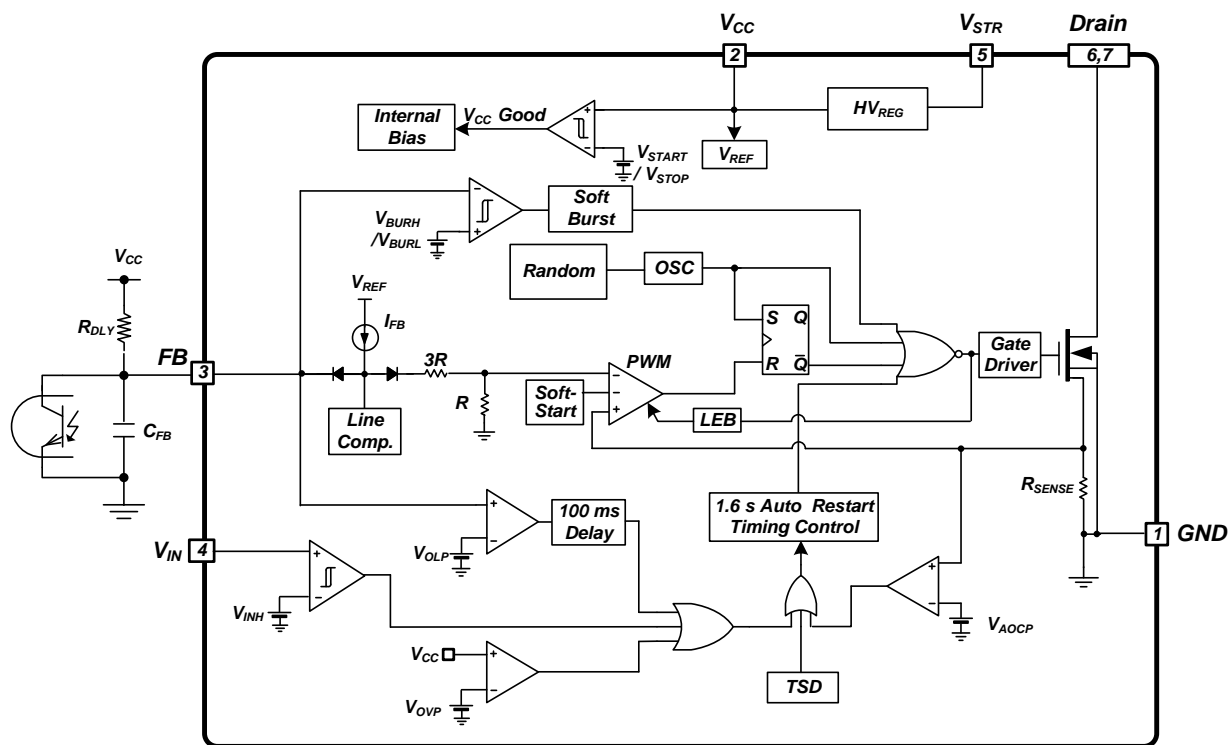 VCC
VSTR
Drain
2
5
6,7
Internal
Bias
VCC Good
+
−
HVREG
VREF
VSTART
/ VSTOP
−
+
VBURH
/VBURL
Soft
Burst
Random
OSC
VCC
RDLY
FB
3
VREF
IFB
3R
R
Line
Comp.
Soft-
Start
PWM
−
−
+
S Q
R Q̅
LEB
Gate
Driver
CFB
RSENSE
1
GND
VIN
4
+
−
VOLP
100 ms
Delay
1.6 s Auto Restart
Timing Control
+
−
VINH
VCC
+
−
VOVP
TSD
+
−
VAOCP